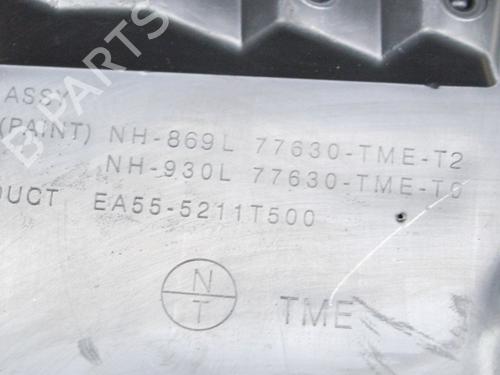 ASSY
(PAINT) NH-869L 77630-TME-T2
NH-930L 77630-TME-T0
DUCT EA55-5211T500
N
T
TME
B-PARTS